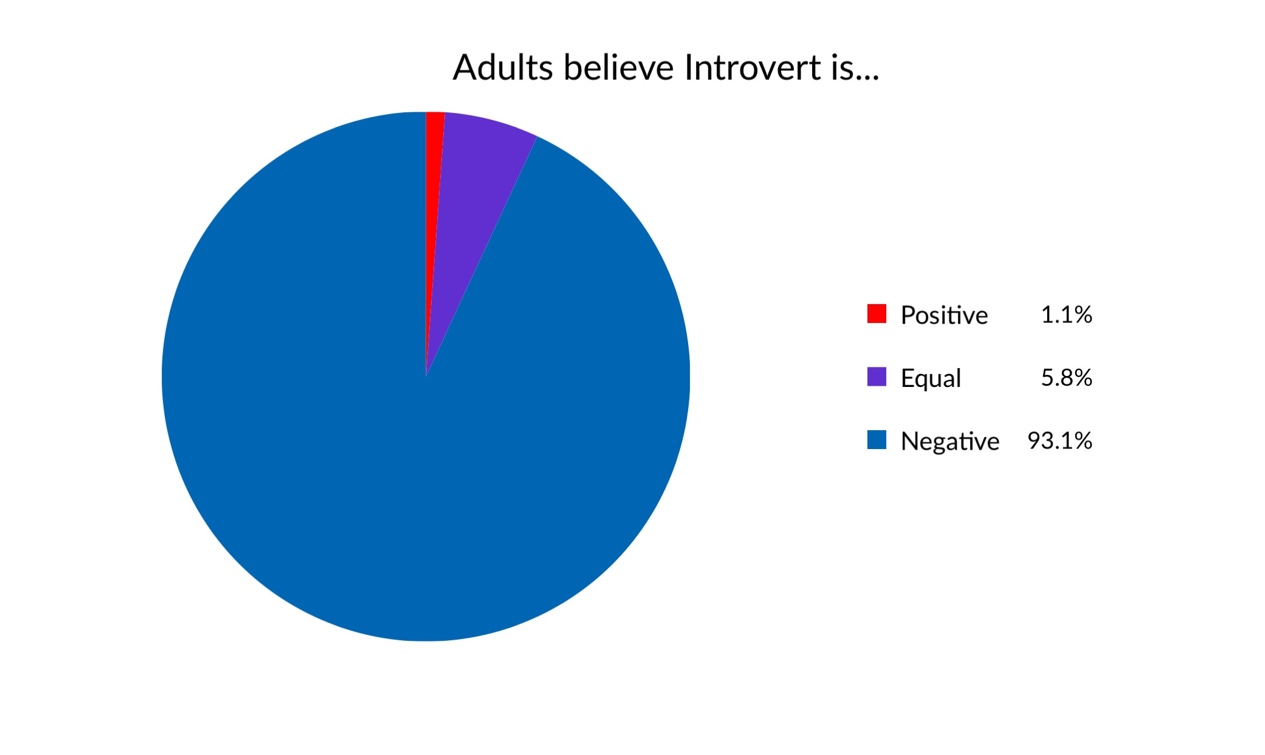 Adults believe Introvert is...
Positive 1.1%
Equal 5.8%
Negative 93.1%